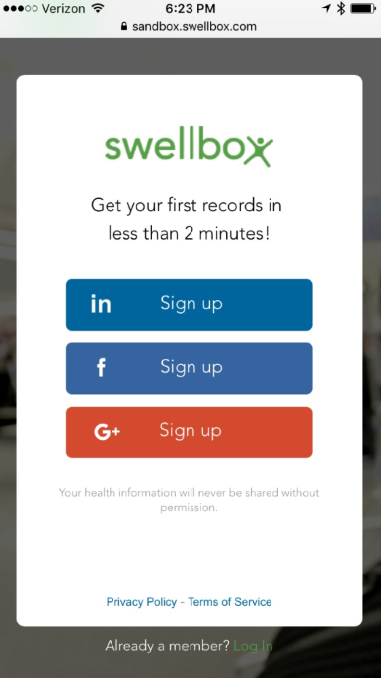 Verizon 6:23 PM
sandbox.swellbox.com
swellbox
Get your first records in
less than 2 minutes!
in Sign up
f Sign up
G+ Sign up
Your health information will never be shared without
permission.
Privacy Policy - Terms of Service
Already a member? Log In